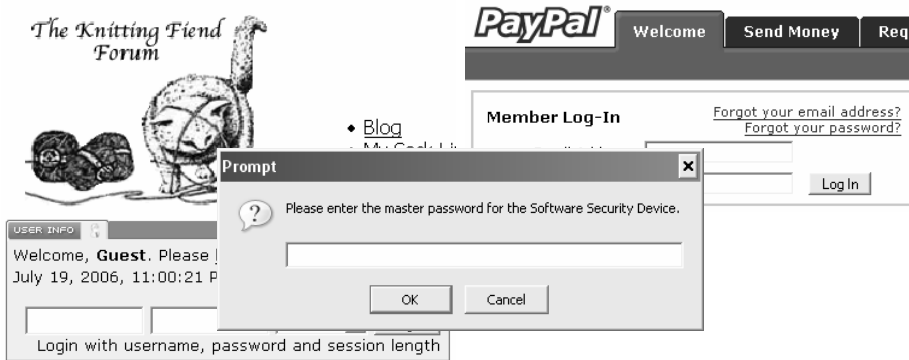 The Knitting Fiend
Forum
Blog
USER INFO
Welcome, Guest. Please
July 19, 2006, 11:00:21 P
Login with username, password and session length
PayPal®
Welcome
Send Money
Req
Member Log-In
Forgot your email address?
Forgot your password?
Log In
Prompt
Please enter the master password for the Software Security Device.
OK
Cancel